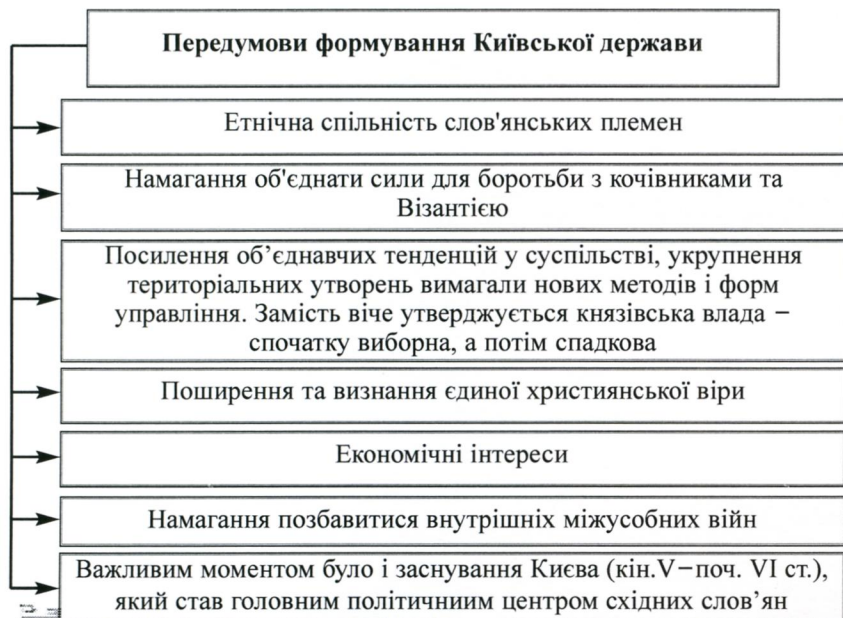 Передумови формування Київської держави
Етнічна спільність слов'янських племен
Намагання об'єднати сили для боротьби з кочівниками та
Візантією
Посилення об’єднавчих тенденцій у суспільстві, укрупнення
територіальних утворень вимагали нових методів і форм
управління. Замість віче утверджується князівська влада –
спочатку виборна, а потім спадкова
Поширення та визнання єдиної християнської віри
Економічні інтереси
Намагання позбавитися внутрішніх міжусобних війн
Важливим моментом було і заснування Києва (кін.V–поч. VI ст.),
який став головним політичниим центром східних слов’ян